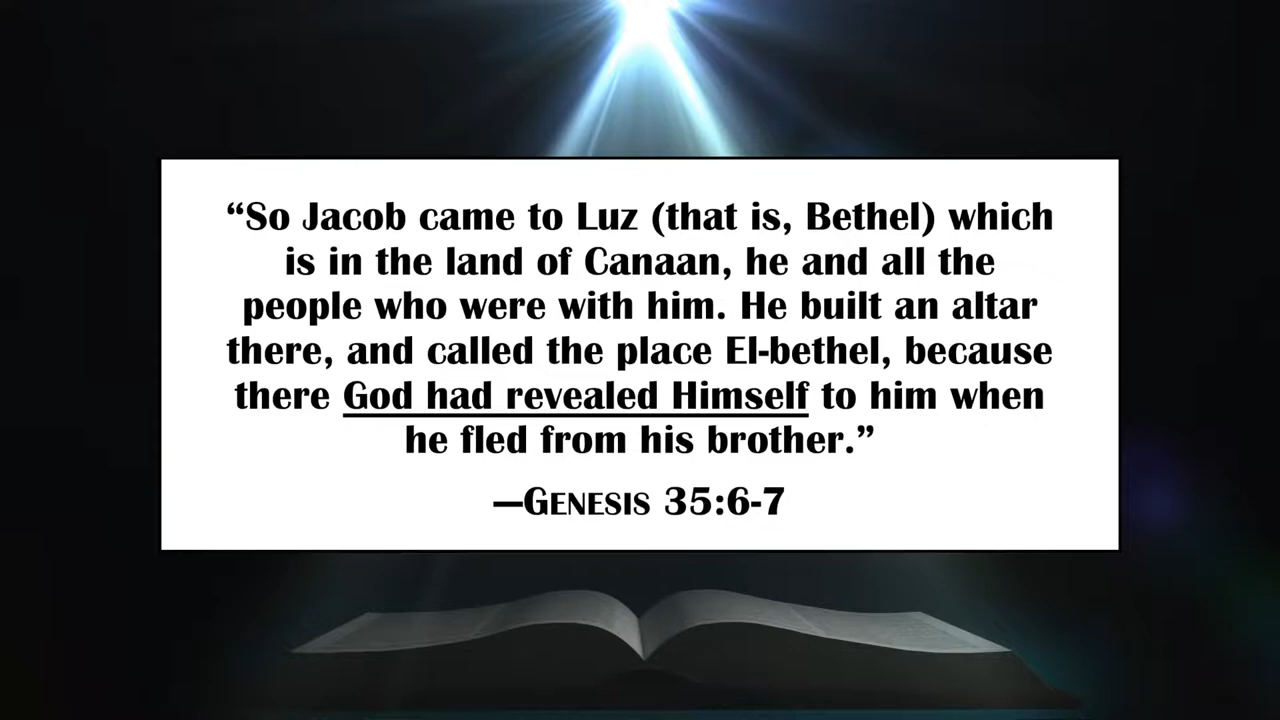 “So Jacob came to Luz (that is, Bethel) which
is in the land of Canaan, he and all the
people who were with him. He built an altar
there, and called the place El-bethel, because
there God had revealed Himself to him when
he fled from his brother.”
—Genesis 35:6-7